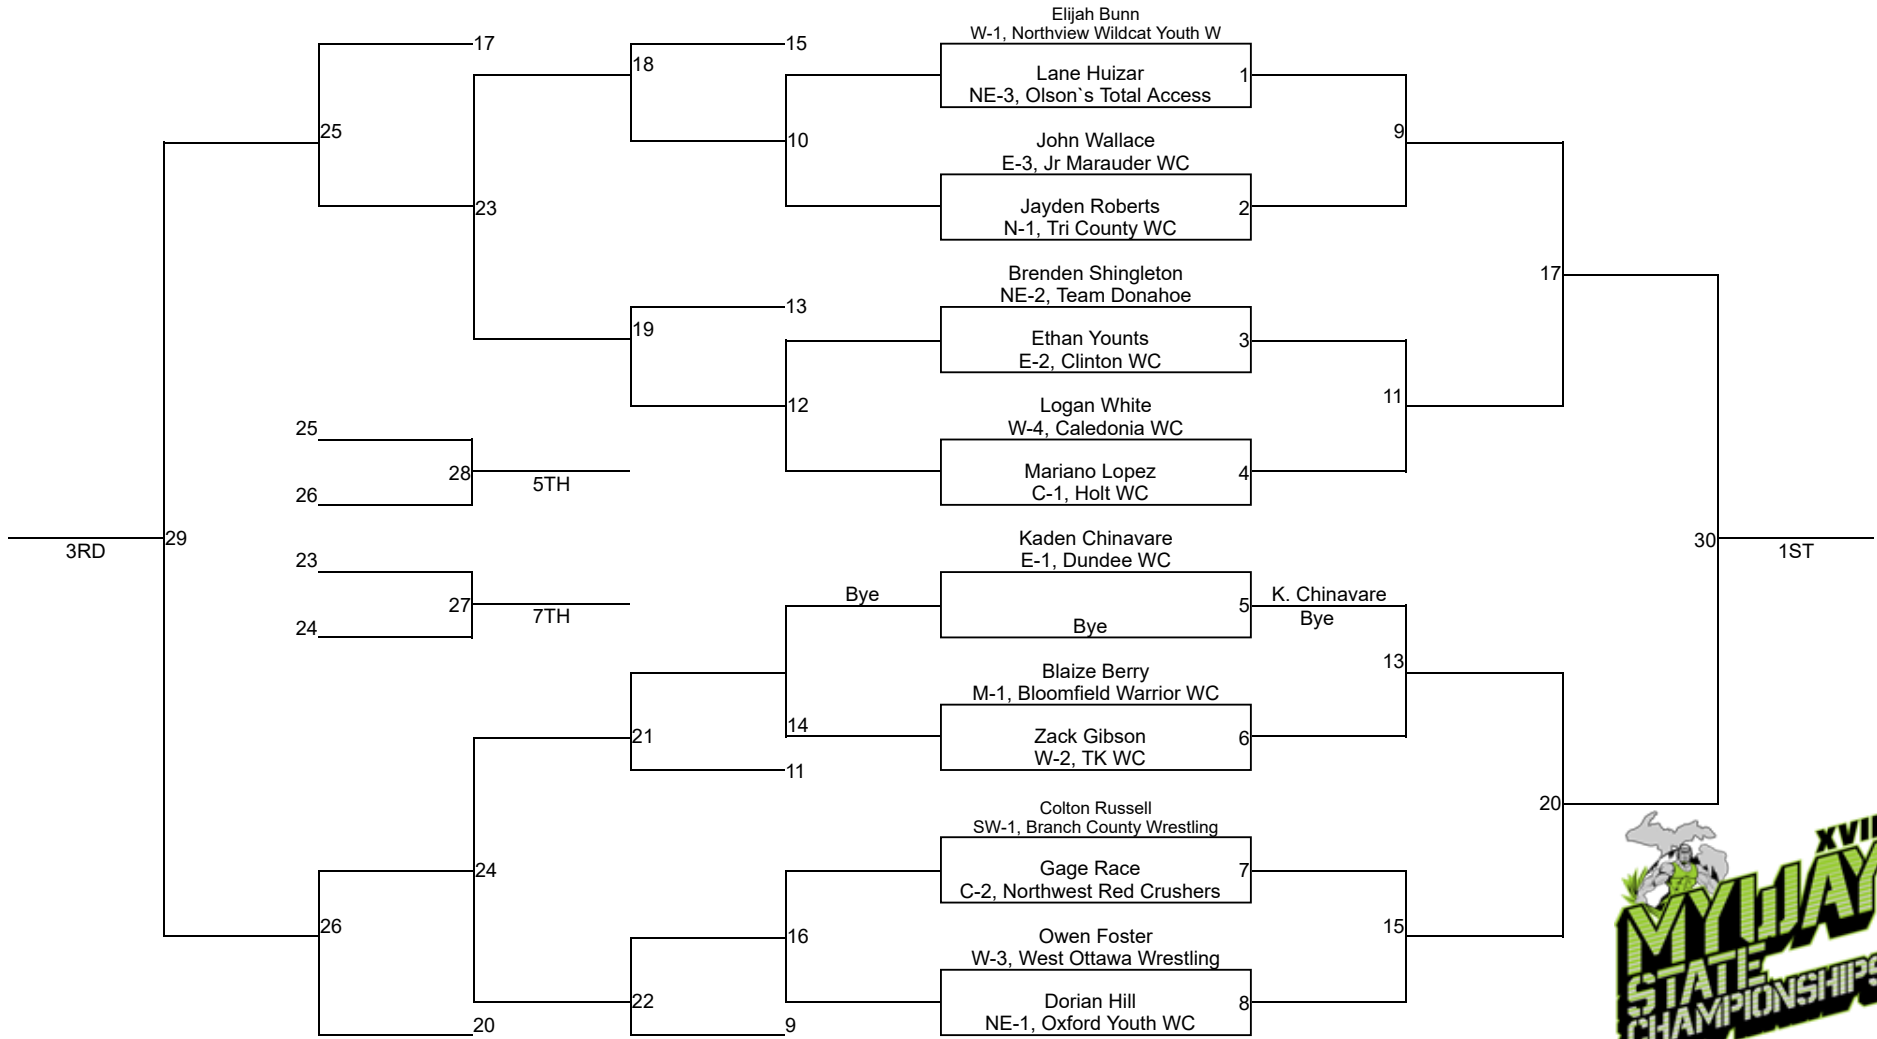 Elijah Bunn
W-1, Northview Wildcat Youth W
17
15
18
Lane Huizar
1
NE-3, Olson`s Total Access
25
10
John Wallace
9
E-3, Jr Marauder WC
23
Jayden Roberts
2
N-1, Tri County WC
Brenden Shingleton
17
NE-2, Team Donahoe
13
19
Ethan Younts
3
E-2, Clinton WC
12
Logan White
11
25
W-4, Caledonia WC
28
5TH
Mariano Lopez
4
26
C-1, Holt WC
3RD
29
Kaden Chinavare
30
1ST
23
E-1, Dundee WC
Bye
K. Chinavare
27
7TH
5
Bye
24
Bye
Blaize Berry
13
M-1, Bloomfield Warrior WC
21
14
Zack Gibson
6
W-2, TK WC
11
Colton Russell
20
SW-1, Branch County Wrestling
24
Gage Race
7
C-2, Northwest Red Crushers
26
16
Owen Foster
15
W-3, West Ottawa Wrestling
22
Dorian Hill
8
NE-1, Oxford Youth WC
20
9
MYWAY
STATE
CHAMPIONSHIPS